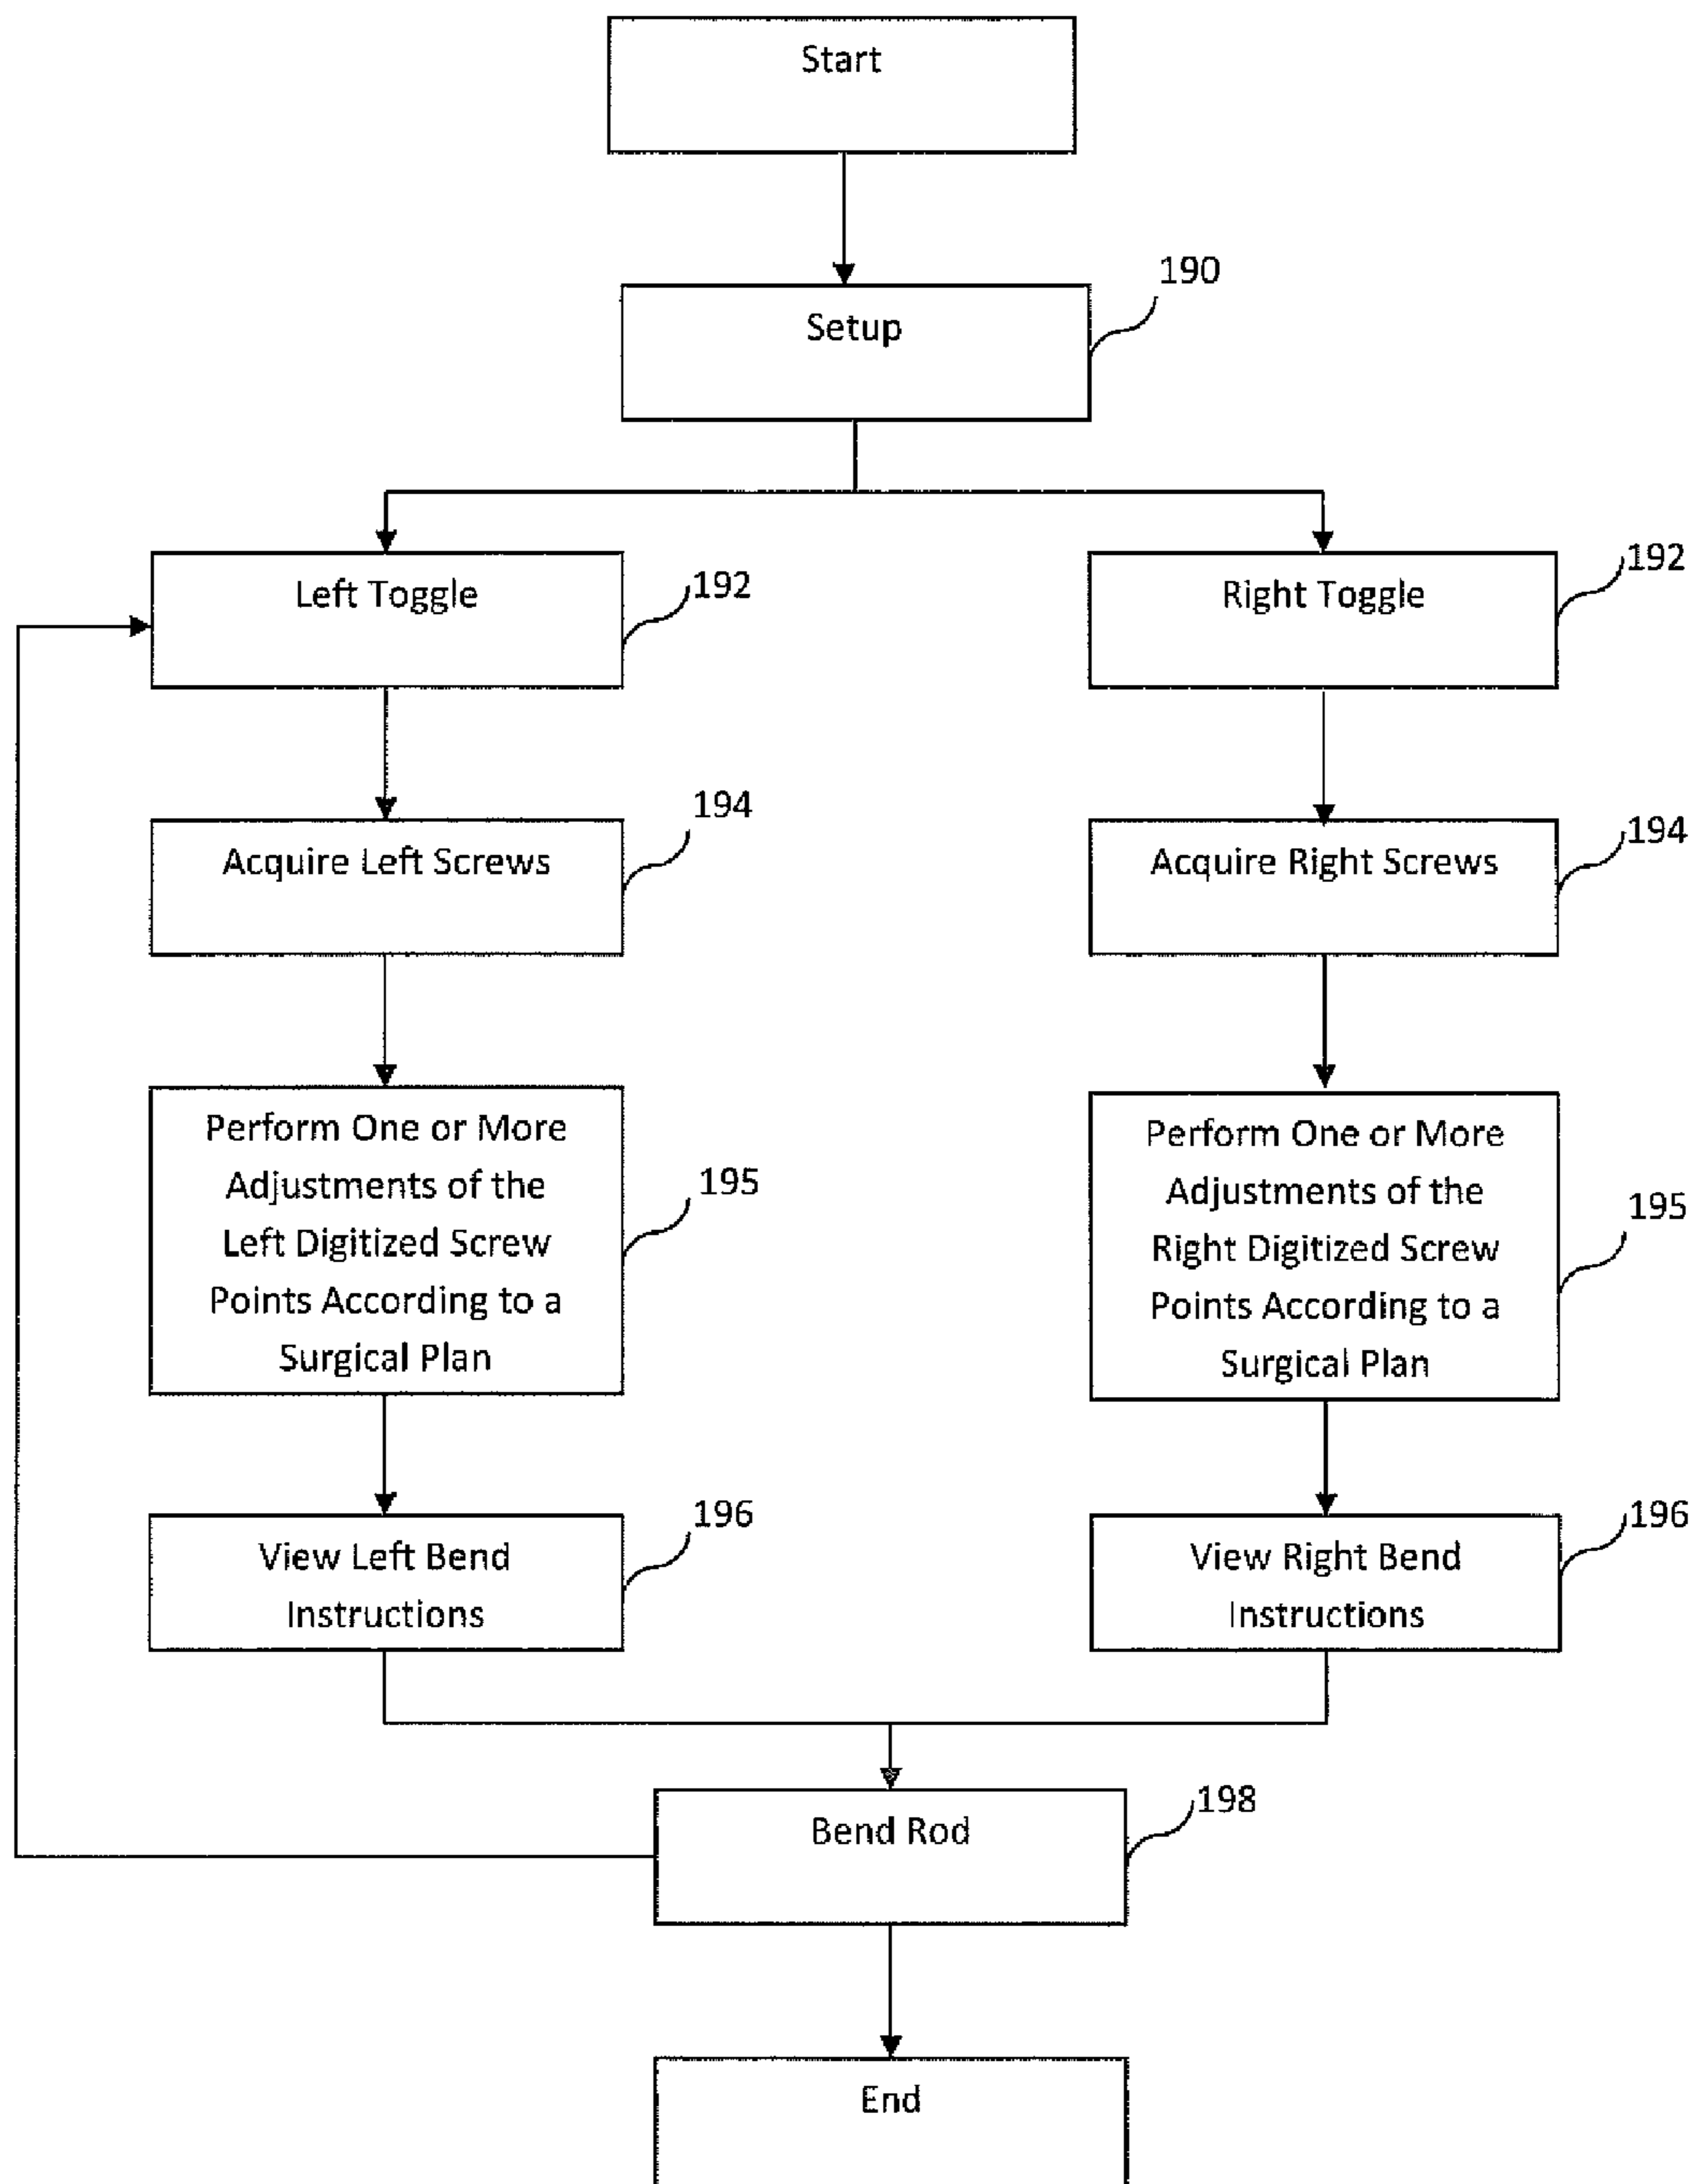 Start
190
Setup
Left Toggle
192
Right Toggle
192
Acquire Left Screws
194
Acquire Right Screws
194
Perform One or More
Adjustments of the
Left Digitized Screw
Points According to a
Surgical Plan
195
Perform One or More
Adjustments of the
Right Digitized Screw
Points According to a
Surgical Plan
195
View Left Bend
Instructions
196
View Right Bend
Instructions
196
Bend Rod
198
End